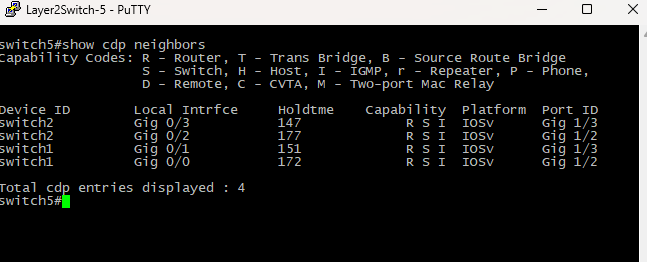 Layer2Switch-5 - PuTTY
switch5#show cdp neighbors
Capability Codes: R - Router, T - Trans Bridge, B - Source Route Bridge
S - Switch, H - Host, I - IGMP, r - Repeater, P - Phone,
D - Remote, C - CVTA, M - Two-port Mac Relay
Device ID Local Intrfce Holdtme Capability Platform Port ID
switch2 Gig 0/3 147 R S I IOSv Gig 1/3
switch2 Gig 0/2 177 R S I IOSv Gig 1/2
switch1 Gig 0/1 151 R S I IOSv Gig 1/3
switch1 Gig 0/0 172 R S I IOSv Gig 1/2
Total cdp entries displayed : 4
switch5#